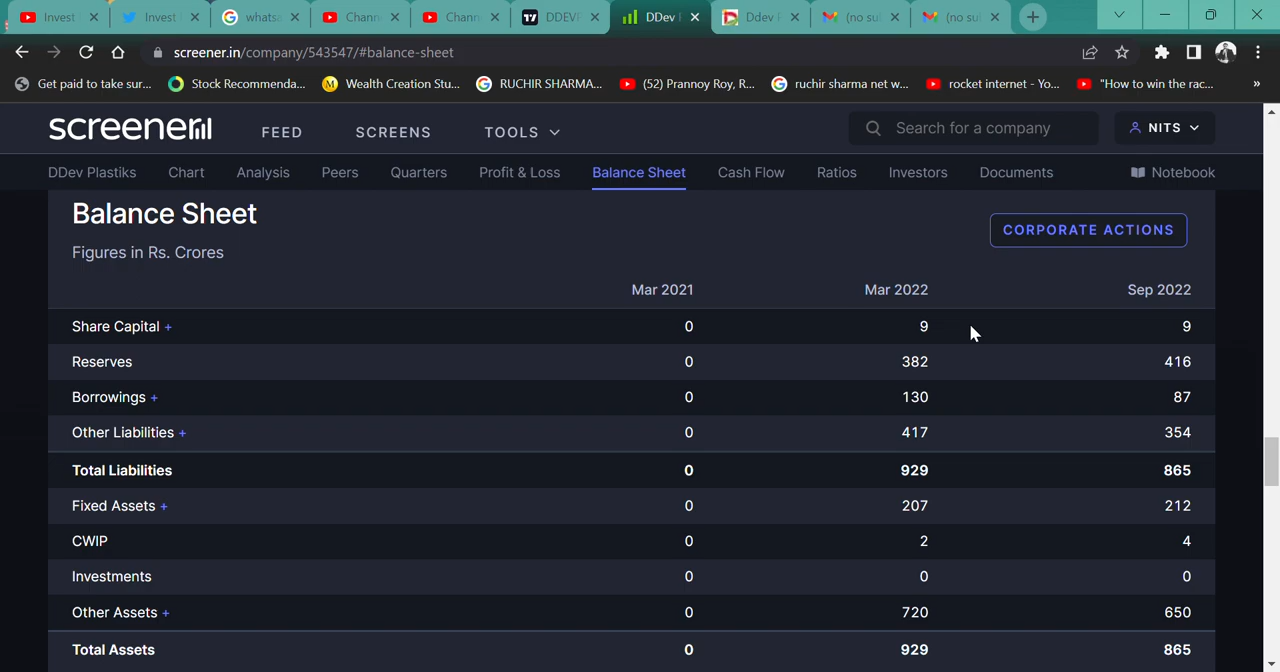 Invest
Invest
whatsa
Chann
Chann
DDEVF
DDev
Ddev F
(no su
(no su
screener.in/company/543547/#balance-sheet
Get paid to take sur...
Stock Recommenda...
Wealth Creation Stu...
RUCHIR SHARMA...
(52) Prannoy Roy, R...
ruchir sharma net w...
rocket internet - Yo...
"How to win the rac...
»
screener
FEED
SCREENS
TOOLS
Search for a company
NITS
DDev Plastiks
Chart
Analysis
Peers
Quarters
Profit & Loss
Balance Sheet
Cash Flow
Ratios
Investors
Documents
Notebook
Balance Sheet
CORPORATE ACTIONS
Figures in Rs. Crores
Mar 2021 Mar 2022 Sep 2022
Share Capital + 0 9 9
Reserves 0 382 416
Borrowings + 0 130 87
Other Liabilities + 0 417 354
Total Liabilities 0 929 865
Fixed Assets + 0 207 212
CWIP 0 2 4
Investments 0 0 0
Other Assets + 0 720 650
Total Assets 0 929 865